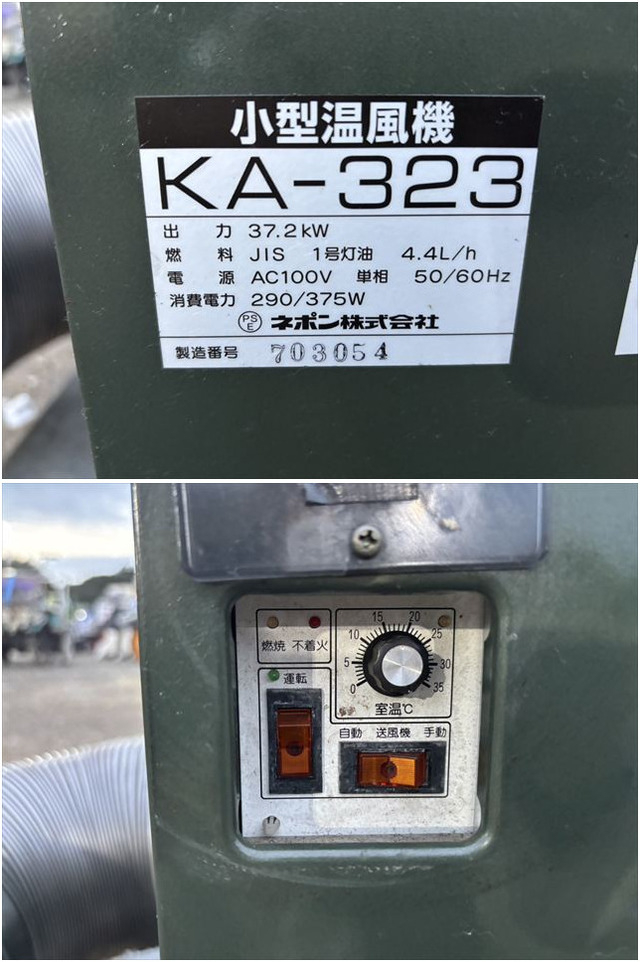 小型温風機
KA-323
出 力 37.2kW
燃 料 JIS 1号灯油 4.4L/h
電 源 AC100V 単相 50/60Hz
消費電力 290/375W
PSE ネポン株式会社
製造番号 703054
15 20
10 25
燃焼 不着火
5 30
0 35
運転
室温℃
自動 送風機 手動